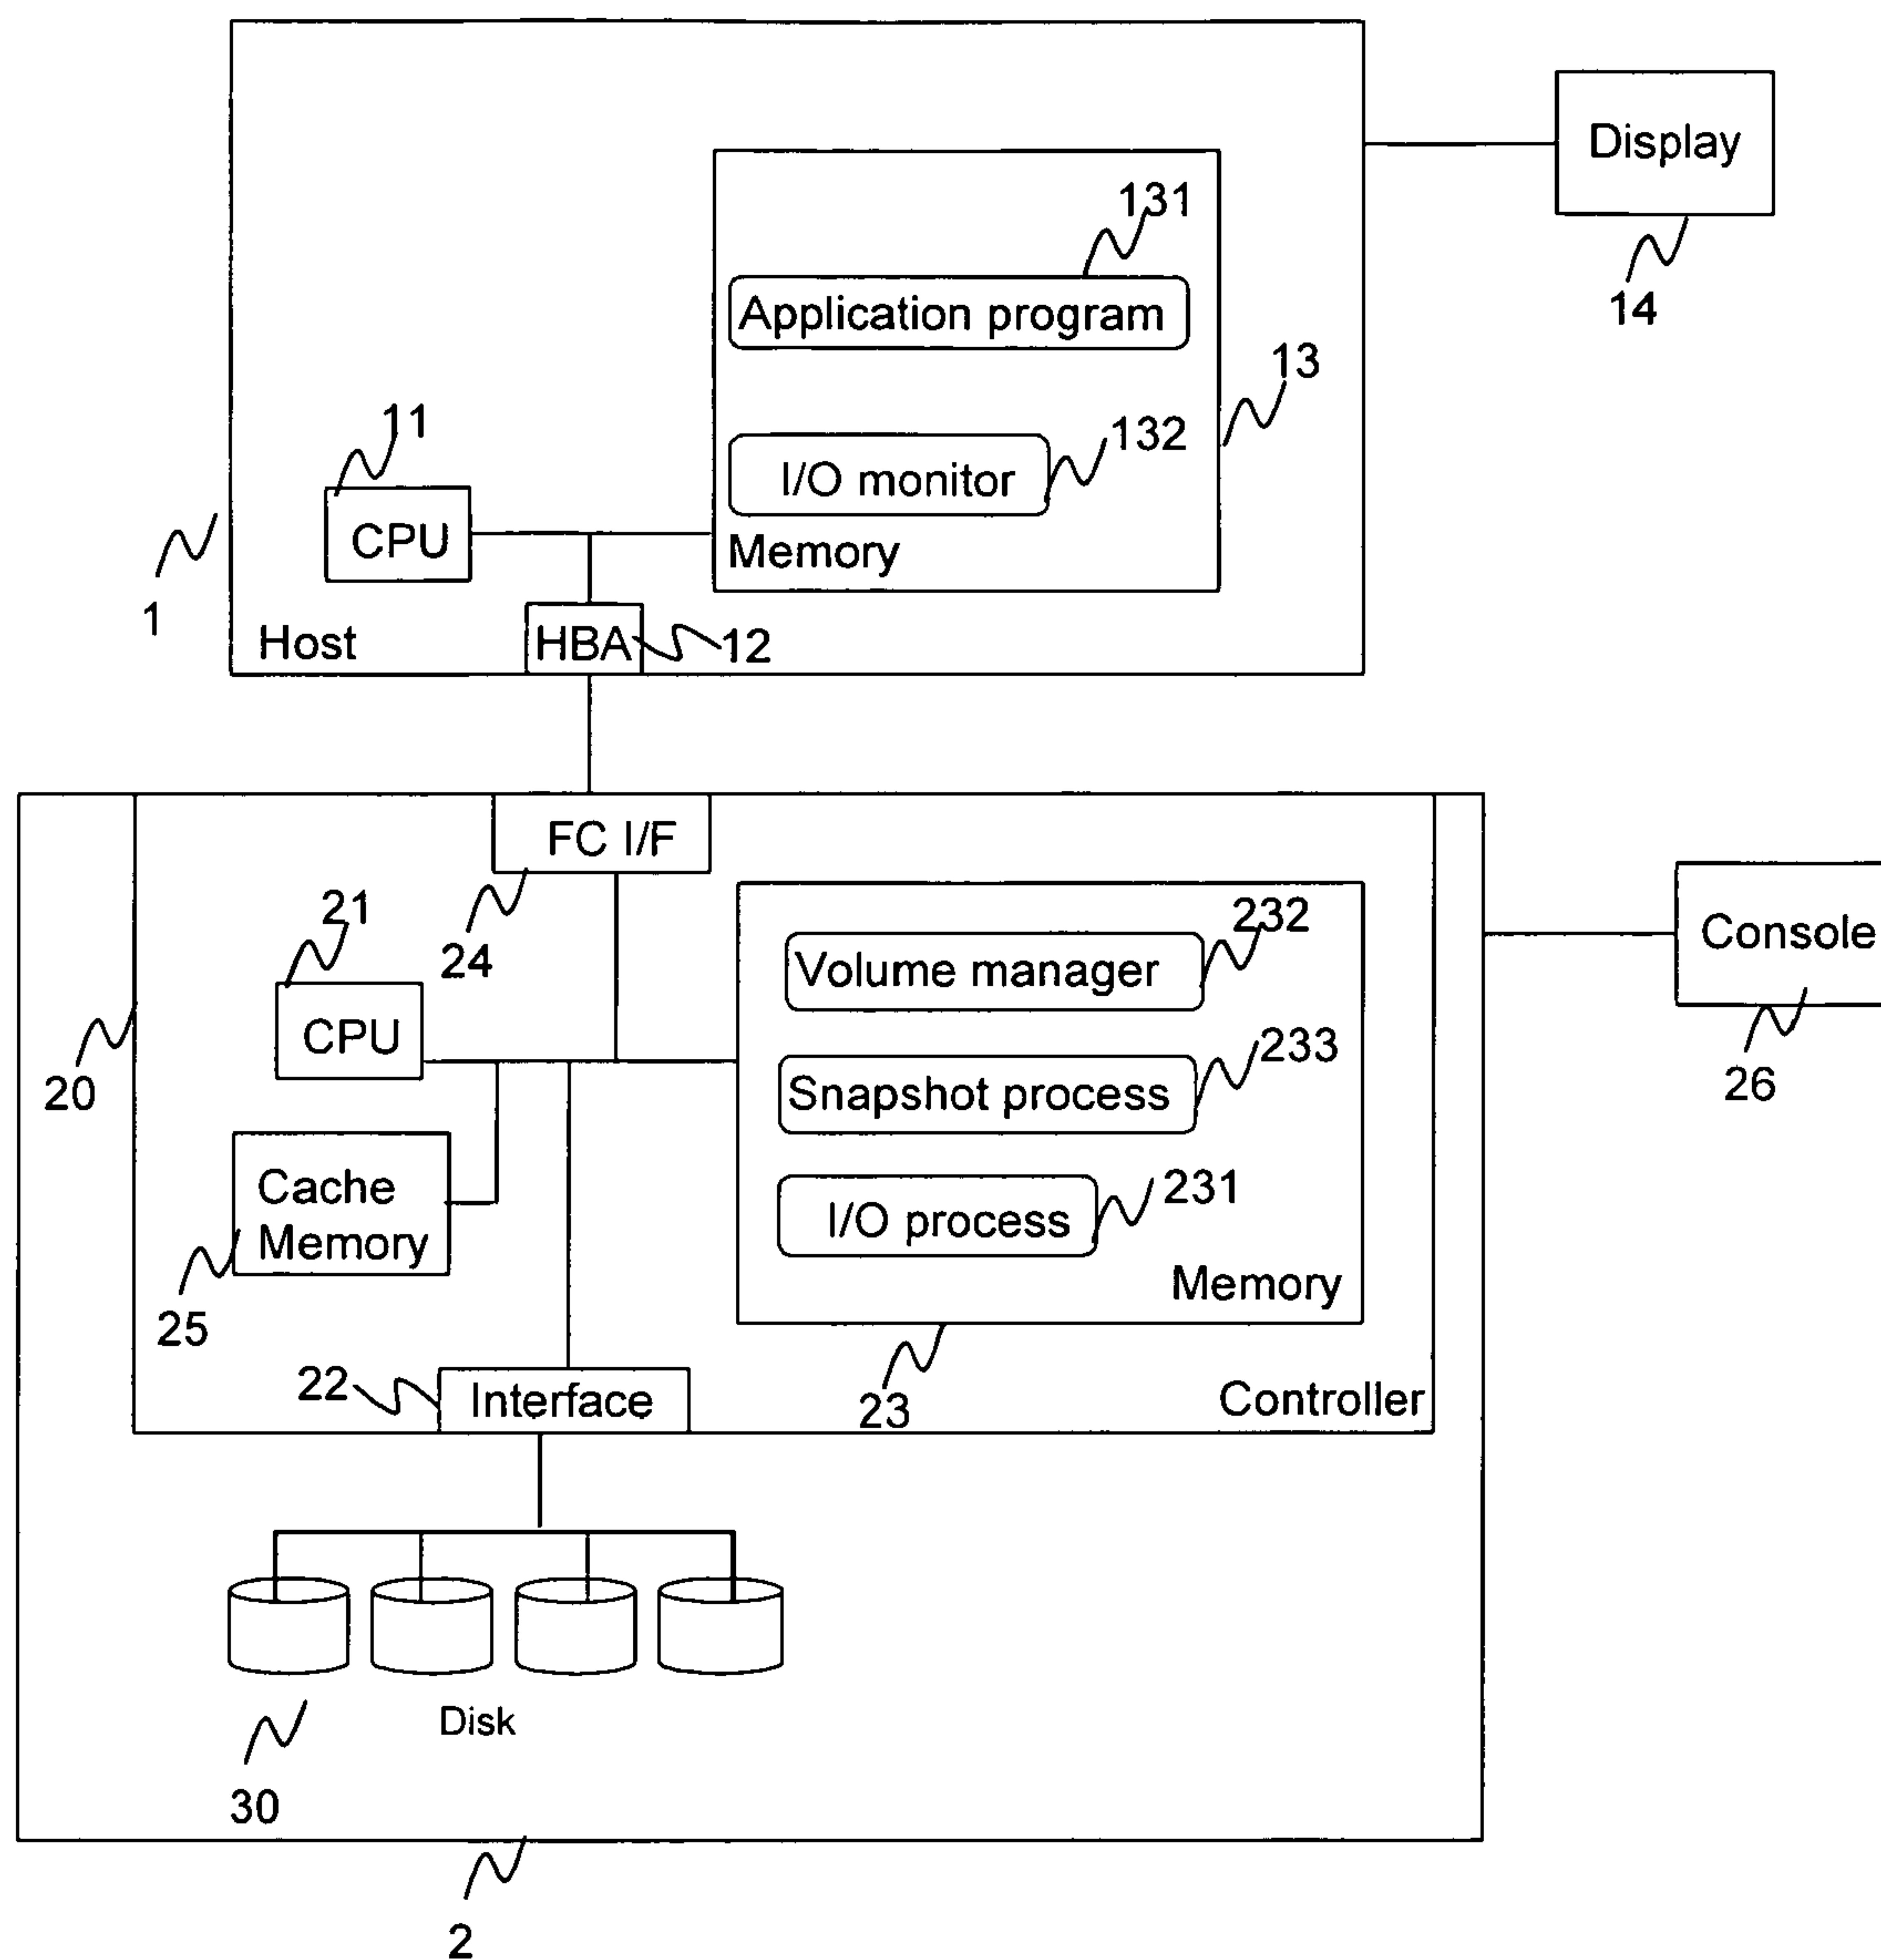 Display
14
131
Application program
13
11
132
I/O monitor
CPU
Memory
1
Host
HBA
12
FC I/F
21
24
232
Volume manager
Console
CPU
233
20
Snapshot process
26
Cache
Memory
231
I/O process
25
Memory
22
Interface
23
Controller
Disk
30
2